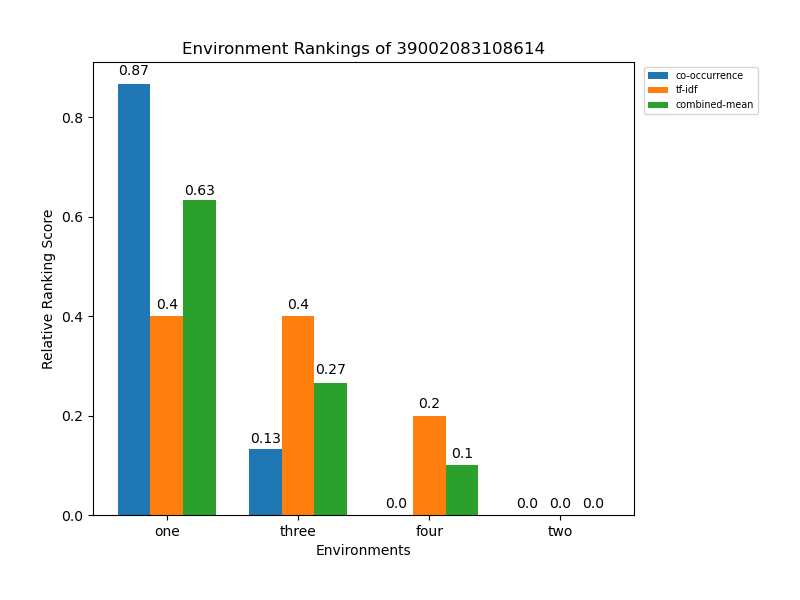 Environment Rankings of 39002083108614
co-occurrence
tf-idf
combined-mean
Relative Ranking Score
0.8
0.6
0.4
0.2
0.0
0.87
0.4
0.63
0.13
0.4
0.27
0.0
0.2
0.1
0.0
0.0
0.0
one
three
four
two
Environments